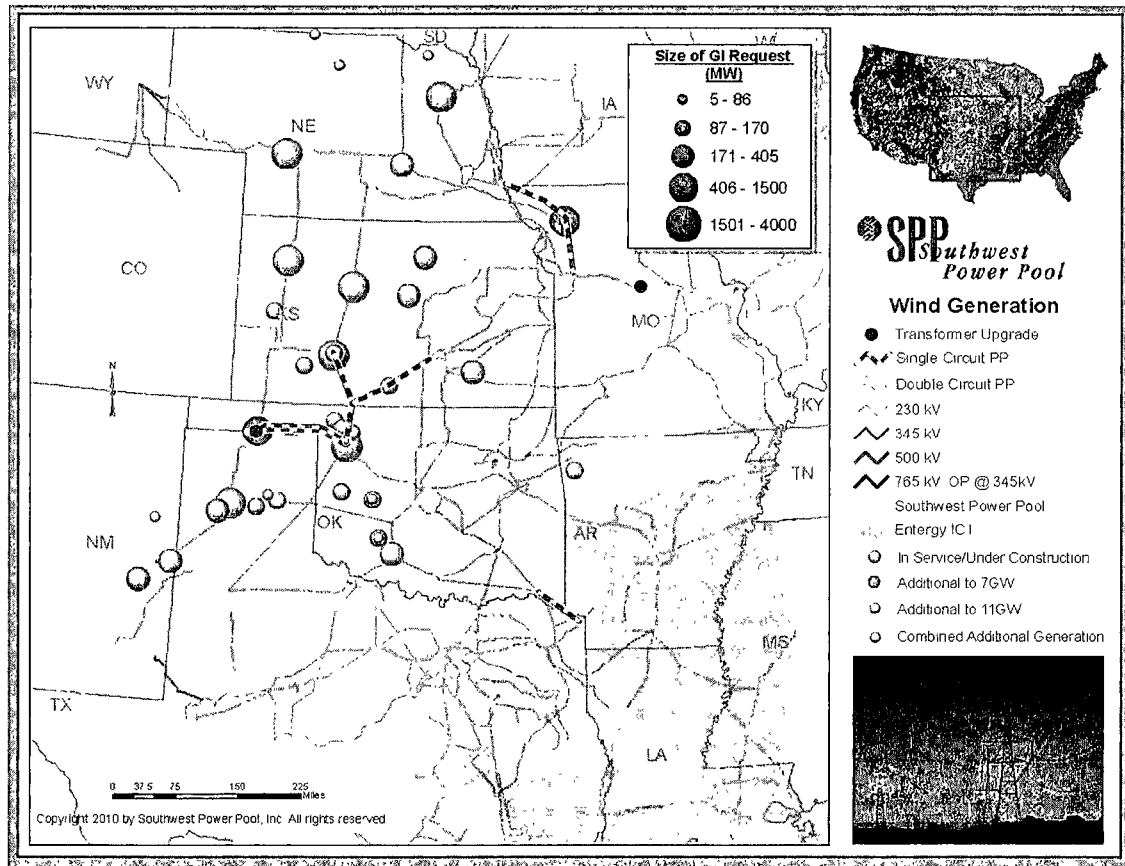 SD
WY
NE
IA
CO
KS
MO
KY
TN
OK
NM
AR
MS
TX
LA
N
Size of GI Request
(MW)
5 - 86
87 - 170
171 - 405
406 - 1500
1501 - 4000
0 37.5 75 150 225
Miles
Copyright 2010 by Southwest Power Pool, Inc All rights reserved
SPP Southwest
Power Pool
Wind Generation
Transformer Upgrade
Single Circuit PP
Double Circuit PP
230 kV
345 kV
500 kV
765 kV OP @ 345kV
Southwest Power Pool
Entergy ICT
In Service/Under Construction
Additional to 7GW
Additional to 11GW
Combined Additional Generation